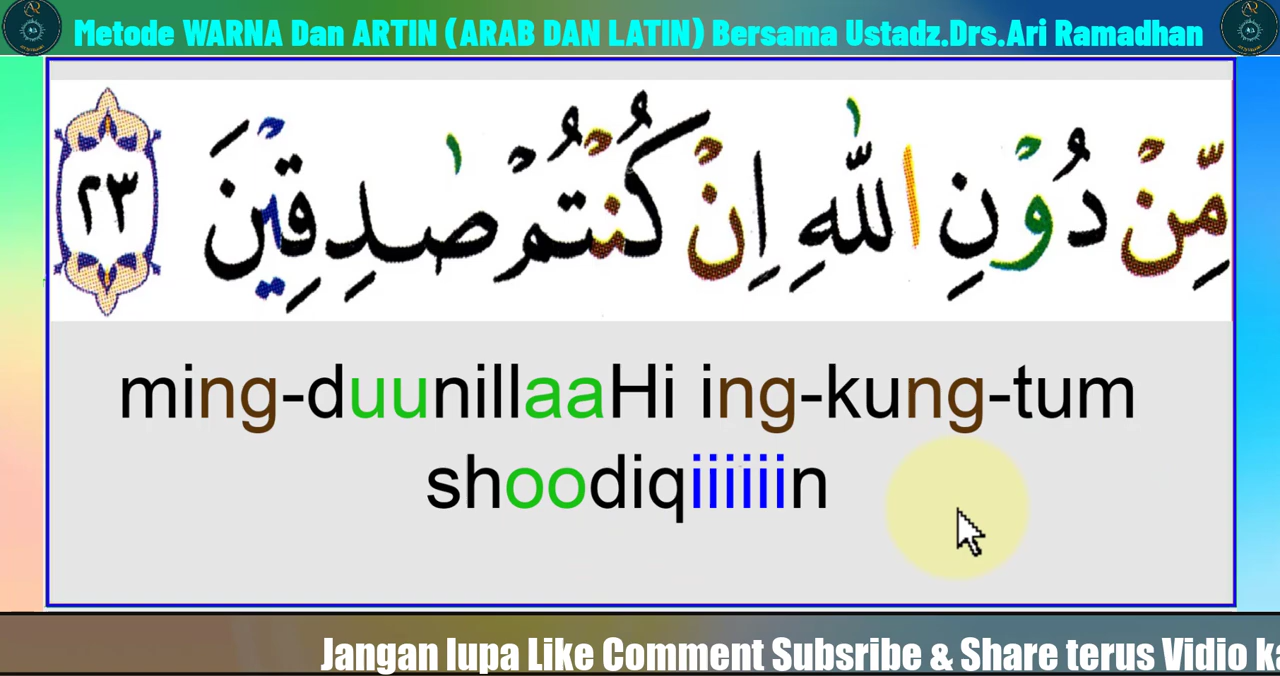 Metode WARNA Dan ARTIN (ARAB DAN LATIN) Bersama Ustadz.Drs.Ari Ramadhan
مِّنْ دُوْنِ اللّٰهِ اِنْ كُنْتُمْ صٰدِقِيْنَ ٢٣
ming-duunillaaHi ing-kung-tum
shoodiqiiiiiin
Jangan lupa Like Comment Subsribe & Share terus Vidio